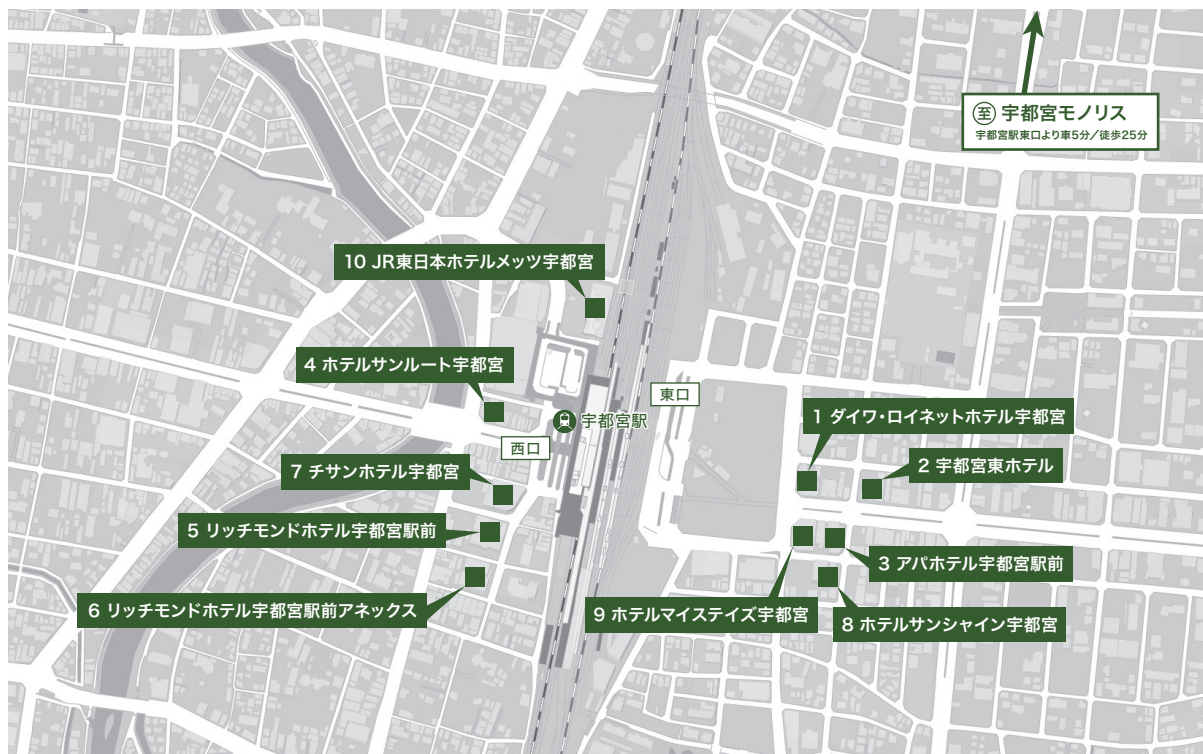 至 宇都宮モノリス
宇都宮駅東口より車5分／徒歩25分
10 JR東日本ホテルメッツ宇都宮
4 ホテルサンルート宇都宮
東口
宇都宮駅
西口
1 ダイワ・ロイネットホテル宇都宮
2 宇都宮東ホテル
7 チサンホテル宇都宮
5 リッチモンドホテル宇都宮駅前
3 アパホテル宇都宮駅前
6 リッチモンドホテル宇都宮駅前アネックス
9 ホテルマイステイズ宇都宮
8 ホテルサンシャイン宇都宮